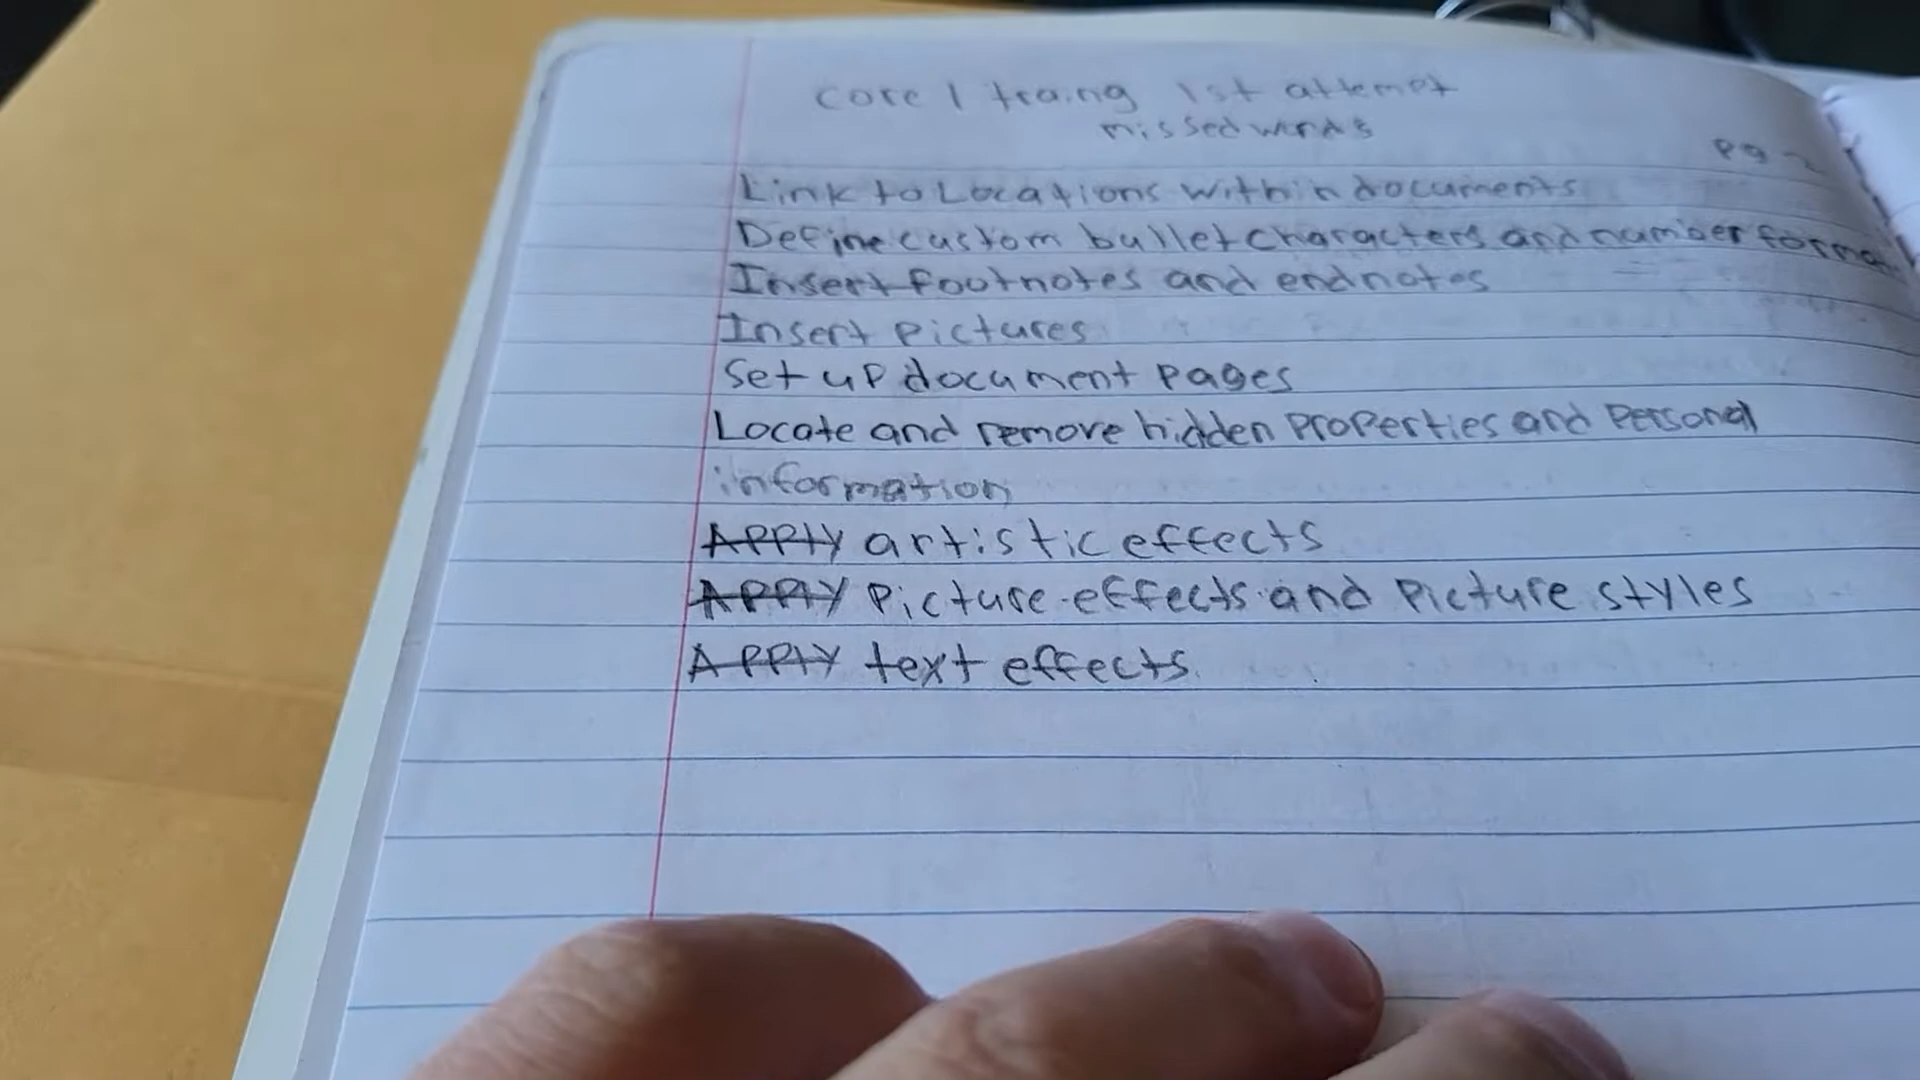 core 1 traing 1st attempt
missed words
pg 2
Link to Locations within documents
Define custom bullet characters and number forma
Insert footnotes and endnotes
Insert pictures
Set up document pages
Locate and remove hidden properties and personal
information
APPly artistic effects
APPly Picture effects and Picture styles
APPly text effects